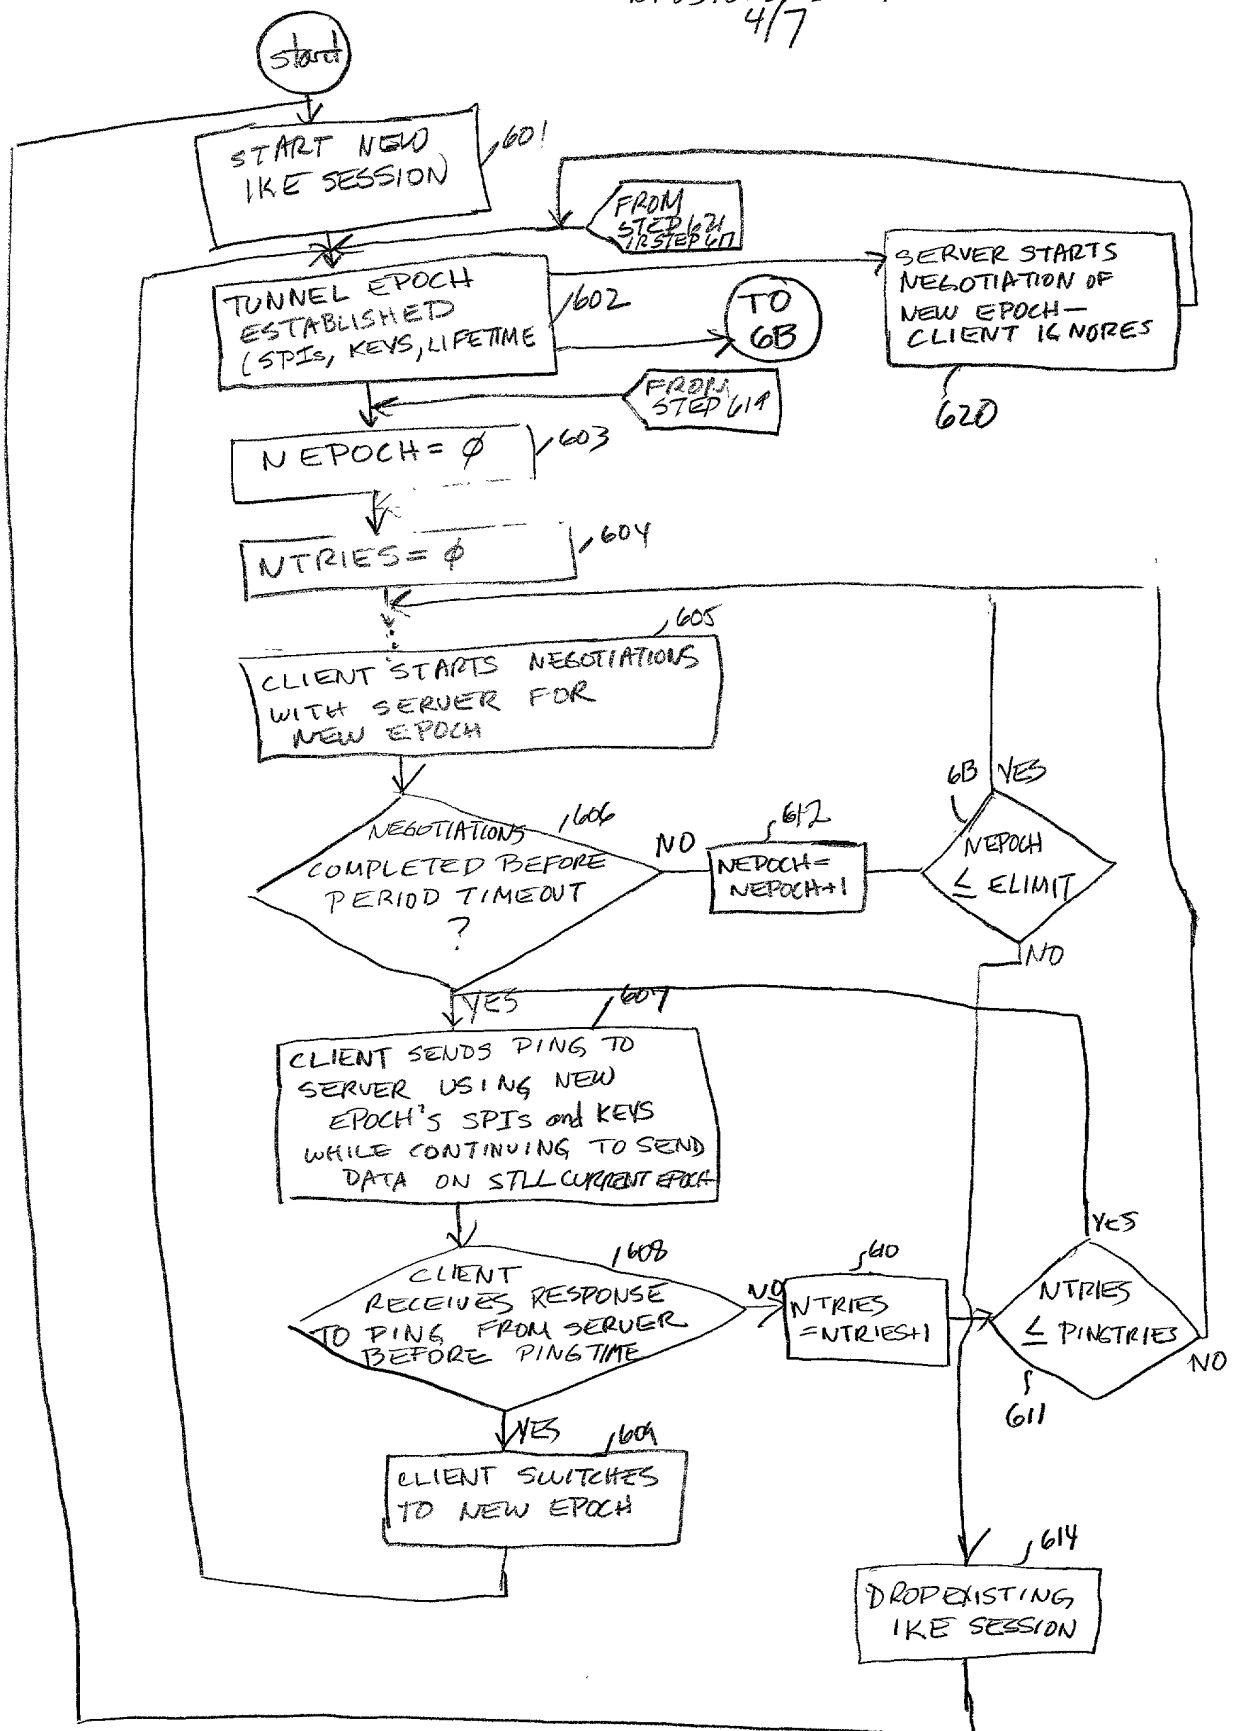 4/7
start
START NEW
IKE SESSION
601
FROM
STEP 621
TUNNEL EPOCH
ESTABLISHED
(SPIs, KEYS, LIFETIME
602
TO
6B
SERVER STARTS
NEGOTIATION OF
NEW EPOCH—
CLIENT IGNORES
620
FROM
STEP 619
NEPOCH = φ
603
NTRIES = φ
604
605
CLIENT STARTS NEGOTIATIONS
WITH SERVER FOR
NEW EPOCH
NEGOTIATIONS
COMPLETED BEFORE
PERIOD TIMEOUT
?
606
NO
612
NEPOCH =
NEPOCH+1
6B
YES
NEPOCH
≤ ELIMIT
NO
YES
607
CLIENT SENDS PING TO
SERVER USING NEW
EPOCH'S SPIs and KEYS
WHILE CONTINUING TO SEND
DATA ON STLL CURRENT EPOCH
608
CLIENT
RECEIVES RESPONSE
TO PING FROM SERVER
BEFORE PINGTIME
NO
610
NTRIES
=NTRIES+1
YES
NTRIES
≤ PINGTRIES
NO
611
YES
609
CLIENT SWITCHES
TO NEW EPOCH
614
DROP EXISTING
IKE SESSION